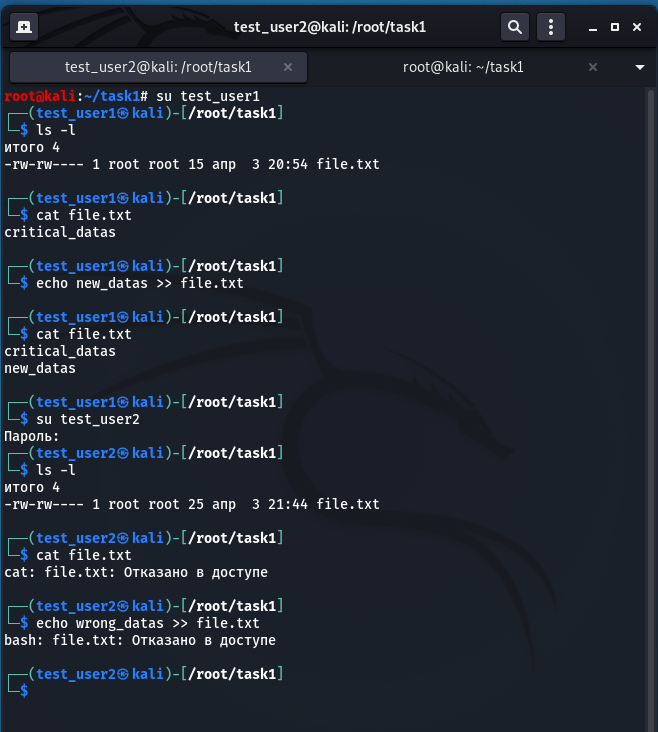 test_user2@kali: /root/task1
test_user2@kali: /root/task1
root@kali: ~/task1
root@kali:~/task1# su test_user1
┌──(test_user1㉿kali)-[/root/task1]
└─$ ls -l
итого 4
-rw-rw---- 1 root root 15 апр  3 20:54 file.txt
┌──(test_user1㉿kali)-[/root/task1]
└─$ cat file.txt
critical_datas
┌──(test_user1㉿kali)-[/root/task1]
└─$ echo new_datas >> file.txt
┌──(test_user1㉿kali)-[/root/task1]
└─$ cat file.txt
critical_datas
new_datas
┌──(test_user1㉿kali)-[/root/task1]
└─$ su test_user2
Пароль:
┌──(test_user2㉿kali)-[/root/task1]
└─$ ls -l
итого 4
-rw-rw---- 1 root root 25 апр  3 21:44 file.txt
┌──(test_user2㉿kali)-[/root/task1]
└─$ cat file.txt
cat: file.txt: Отказано в доступе
┌──(test_user2㉿kali)-[/root/task1]
└─$ echo wrong_datas >> file.txt
bash: file.txt: Отказано в доступе
┌──(test_user2㉿kali)-[/root/task1]
└─$